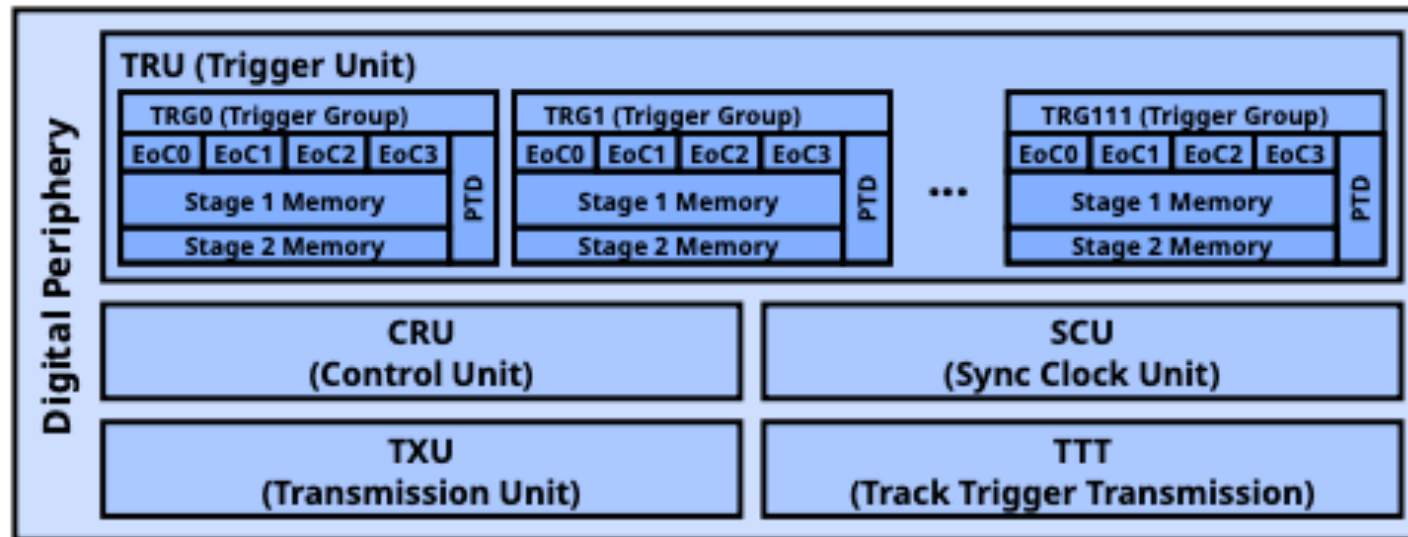 Digital Periphery
TRU (Trigger Unit)
TRG0 (Trigger Group)
EoC0 EoC1 EoC2 EoC3
PTD
Stage 1 Memory
Stage 2 Memory
TRG1 (Trigger Group)
EoC0 EoC1 EoC2 EoC3
PTD
Stage 1 Memory
Stage 2 Memory
...
TRG111 (Trigger Group)
EoC0 EoC1 EoC2 EoC3
PTD
Stage 1 Memory
Stage 2 Memory
CRU
(Control Unit)
SCU
(Sync Clock Unit)
TXU
(Transmission Unit)
TTT
(Track Trigger Transmission)